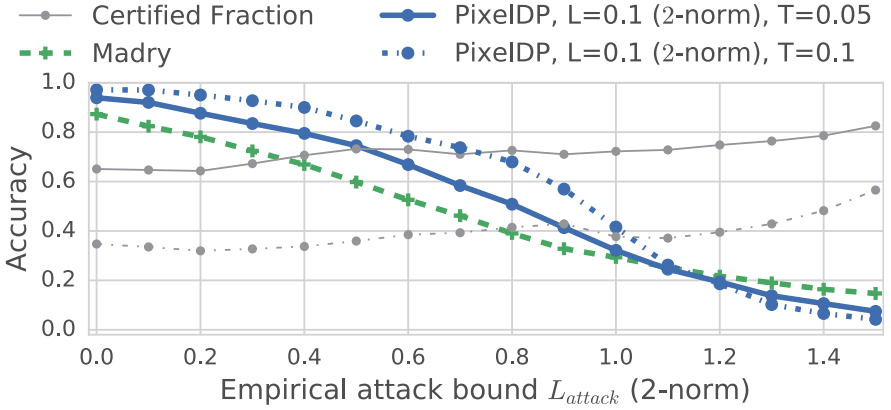 Certified Fraction
PixelDP, L=0.1 (2-norm), T=0.05
Madry
PixelDP, L=0.1 (2-norm), T=0.1
1.0
0.8
0.6
0.4
0.2
0.0
Accuracy
0.0 0.2 0.4 0.6 0.8 1.0 1.2 1.4
Empirical attack bound L_attack (2-norm)